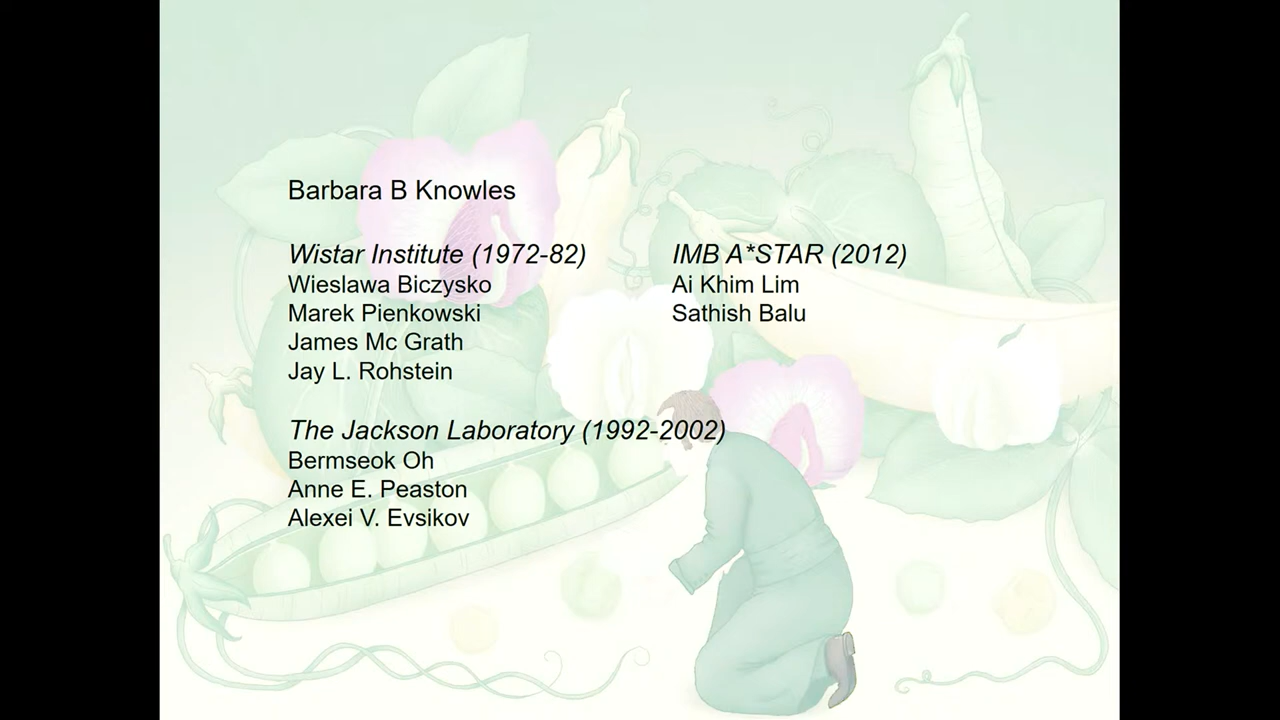 Barbara B Knowles
Wistar Institute (1972-82)
Wieslawa Biczysko
Marek Pienkowski
James Mc Grath
Jay L. Rohstein
The Jackson Laboratory (1992-2002)
Bermseok Oh
Anne E. Peaston
Alexei V. Evsikov
IMB A*STAR (2012)
Ai Khim Lim
Sathish Balu